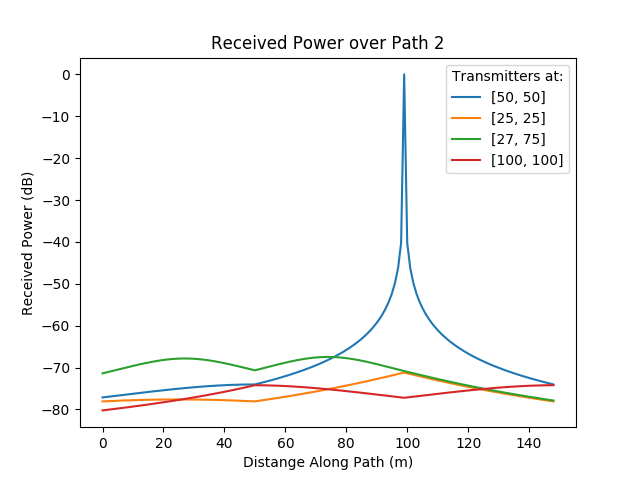 Received Power over Path 2
Transmitters at:
[50, 50]
[25, 25]
[27, 75]
[100, 100]
Received Power (dB)
0
−10
−20
−30
−40
−50
−60
−70
−80
0 20 40 60 80 100 120 140
Distange Along Path (m)